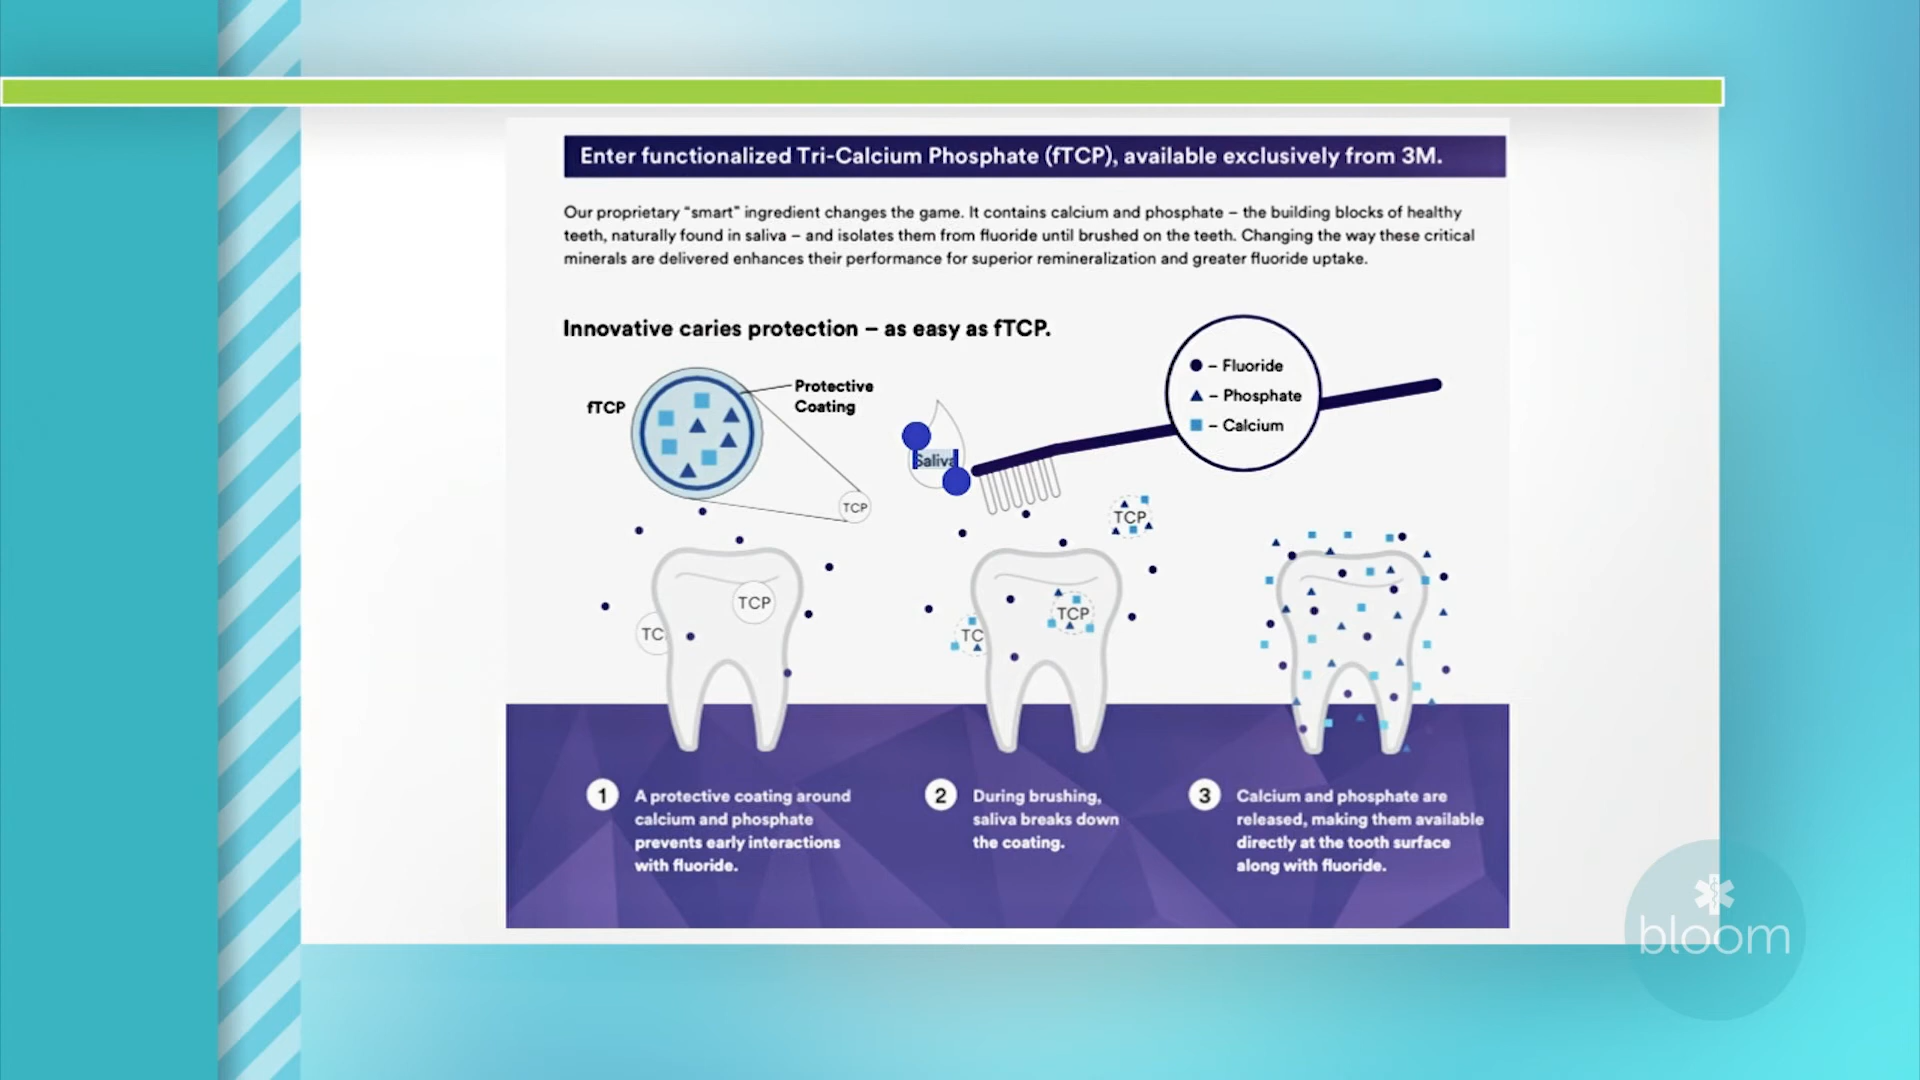 Enter functionalized Tri-Calcium Phosphate (fTCP), available exclusively from 3M.
Our proprietary “smart” ingredient changes the game. It contains calcium and phosphate – the building blocks of healthy
teeth, naturally found in saliva – and isolates them from fluoride until brushed on the teeth. Changing the way these critical
minerals are delivered enhances their performance for superior remineralization and greater fluoride uptake.
Innovative caries protection – as easy as fTCP.
fTCP
Protective
Coating
Saliva
– Fluoride
– Phosphate
– Calcium
TCP
TCP
TCP
TC
TCP
TC
1
A protective coating around
calcium and phosphate
prevents early interactions
with fluoride.
2
During brushing,
saliva breaks down
the coating.
3
Calcium and phosphate are
released, making them available
directly at the tooth surface
along with fluoride.
bloom